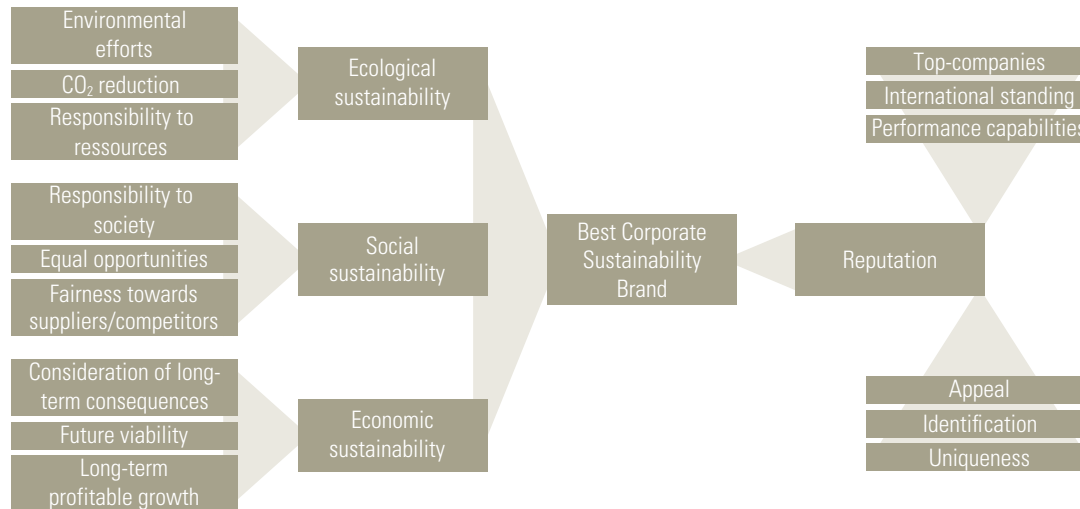 Environmental
efforts
CO₂ reduction
Responsibility to
ressources
Ecological
sustainability
Responsibility to
society
Equal opportunities
Fairness towards
suppliers/competitors
Social
sustainability
Consideration of long-
term consequences
Future viability
Long-term
profitable growth
Economic
sustainability
Best Corporate
Sustainability
Brand
Reputation
Top-companies
International standing
Performance capabilities
Appeal
Identification
Uniqueness